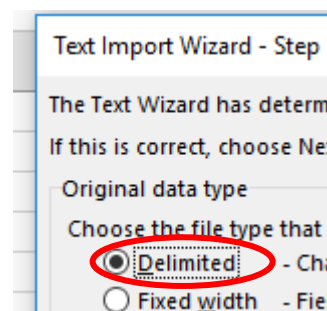 Text Import Wizard - Step
The Text Wizard has determ
If this is correct, choose Ne
Original data type
Choose the file type that
Delimited - Cha
Fixed width - Fie